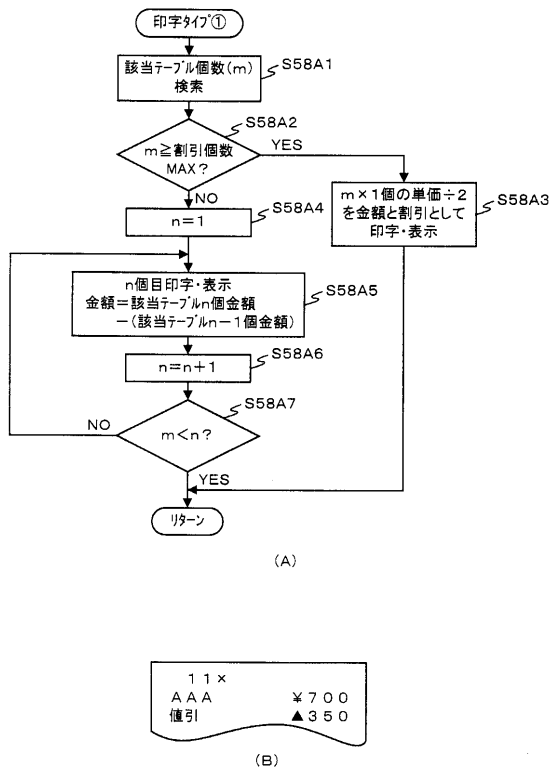 印字タイプ①
該当テーブル個数(m)
検索
S58A1
S58A2
m≧割引個数
MAX?
YES
NO
m×1個の単価÷2
を金額と割引として
印字・表示
S58A3
n=1
S58A4
n個目印字・表示
金額=該当テーブルn個金額
-(該当テーブルn-1個金額)
S58A5
n=n+1
S58A6
S58A7
NO
m<n?
YES
リターン
(A)
11×
AAA ¥700
値引 ▲350
(B)